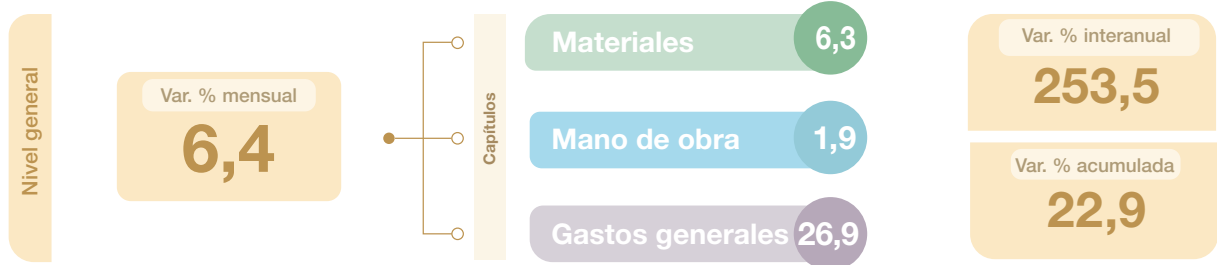 Nivel general
Var. % mensual
6,4
Capítulos
Materiales 6,3
Mano de obra 1,9
Gastos generales 26,9
Var. % interanual
253,5
Var. % acumulada
22,9